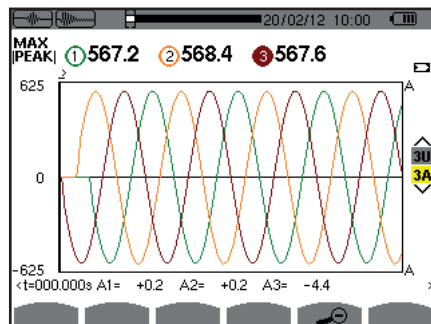 20/02/12 10:00
MAX
|PEAK| 1 567.2 2 568.4 3 567.6
625 A
0
3U
3A
-625 A
<t=000.000s A1= +0.2 A2= +0.2 A3= -4.4 >